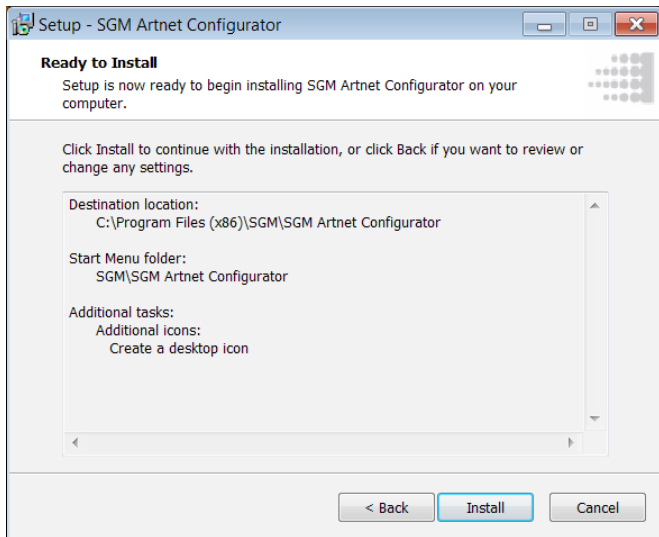 Setup - SGM Artnet Configurator
Ready to Install
Setup is now ready to begin installing SGM Artnet Configurator on your
computer.
Click Install to continue with the installation, or click Back if you want to review or
change any settings.
Destination location:
C:\Program Files (x86)\SGM\SGM Artnet Configurator
Start Menu folder:
SGM\SGM Artnet Configurator
Additional tasks:
Additional icons:
Create a desktop icon
< Back Install Cancel